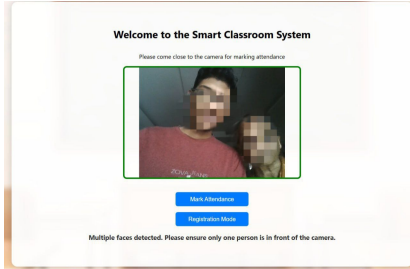 Welcome to the Smart Classroom System
Please come close to the camera for marking attendance
Mark Attendance
Registration Mode
Multiple faces detected. Please ensure only one person is in front of the camera.